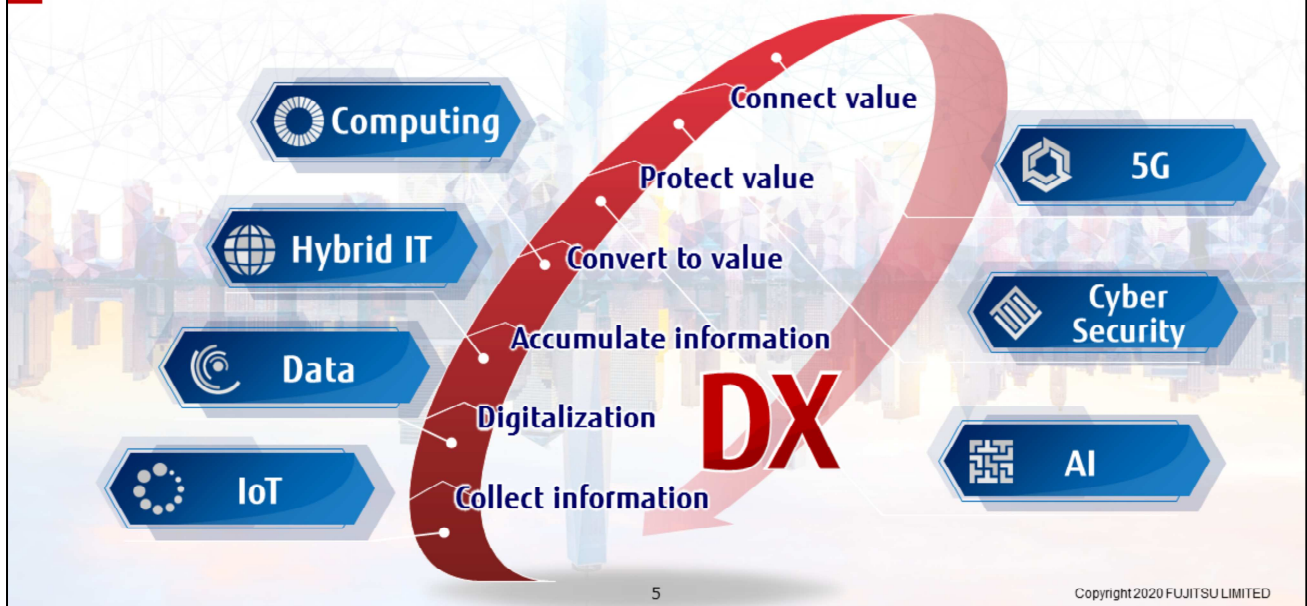 Computing
Hybrid IT
Data
IoT
Connect value
Protect value
Convert to value
Accumulate information
Digitalization
Collect information
DX
5G
Cyber
Security
AI
5
Copyright 2020 FUJITSU LIMITED